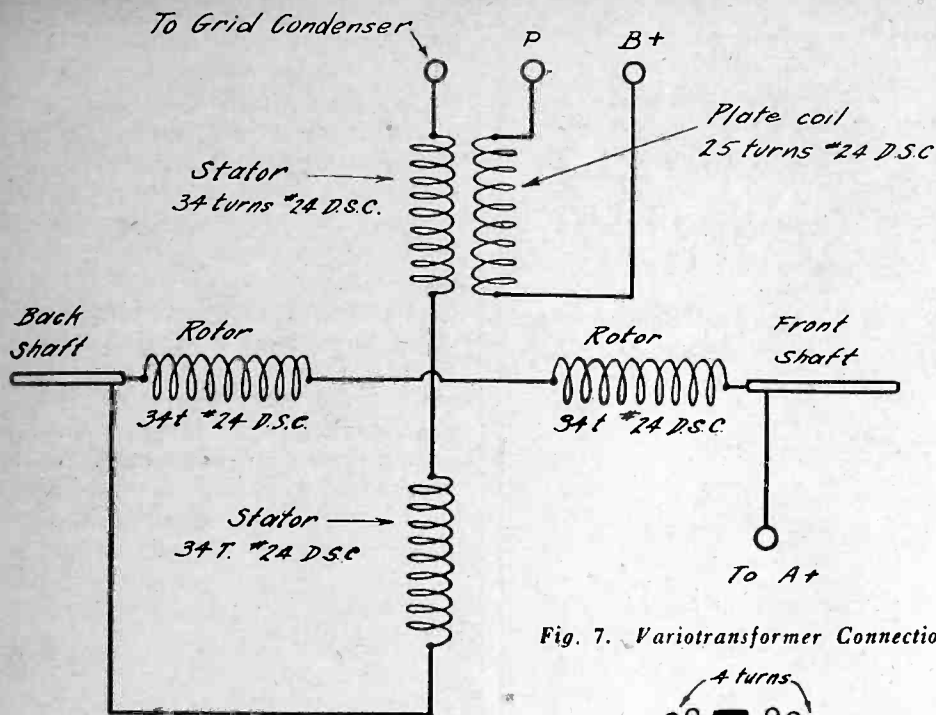 To Grid Condenser
P
B+
Plate coil
25 turns #24 D.S.C
Stator
34 turns #24 D.S.C.
Back
shaft
Rotor
34t #24 D.S.C.
Rotor
34t #24 D.S.C.
Front
shaft
Stator
34T. #24 D.S.C
To A+
Fig. 7. Variotransformer Connectio
4 turns